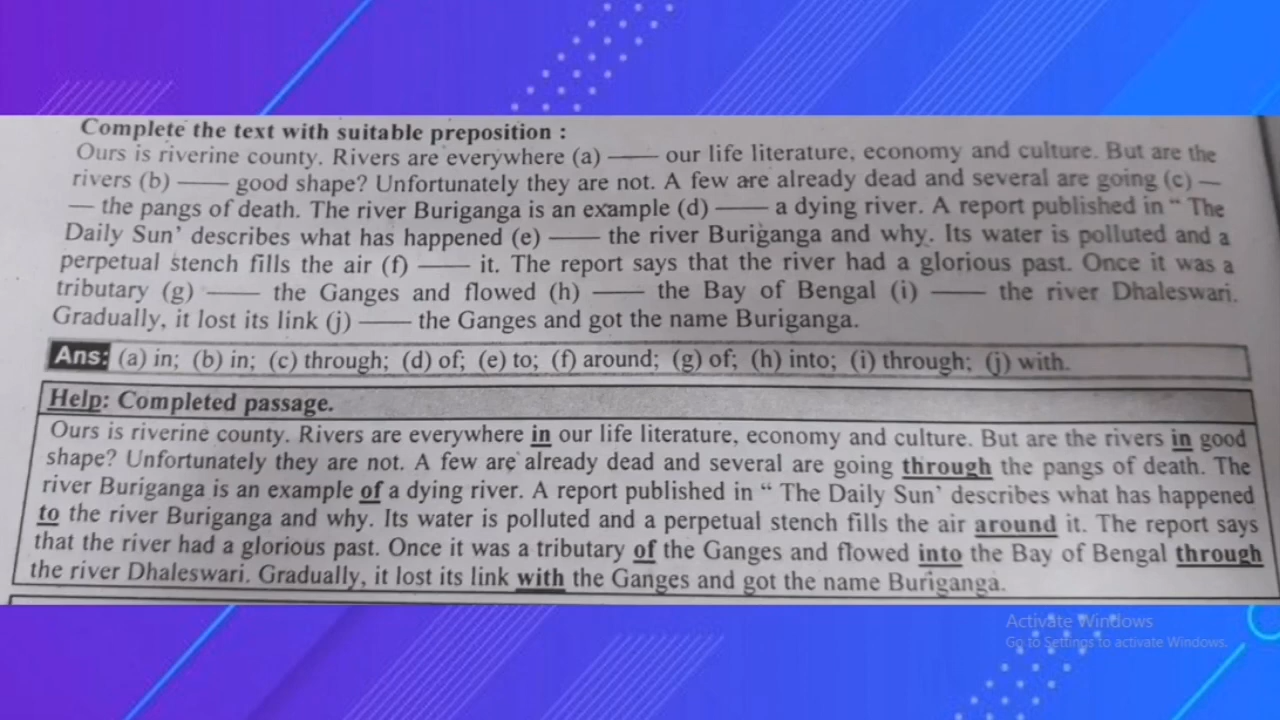 Complete the text with suitable preposition :
Ours is riverine county. Rivers are everywhere (a) —— our life literature, economy and culture. But are the
rivers (b) —— good shape? Unfortunately they are not. A few are already dead and several are going (c) —
— the pangs of death. The river Buriganga is an example (d) —— a dying river. A report published in “ The
Daily Sun’ describes what has happened (e) —— the river Buriganga and why. Its water is polluted and a
perpetual stench fills the air (f) —— it. The report says that the river had a glorious past. Once it was a
tributary (g) —— the Ganges and flowed (h) —— the Bay of Bengal (i) —— the river Dhaleswari.
Gradually, it lost its link (j) —— the Ganges and got the name Buriganga.
Ans: (a) in; (b) in; (c) through; (d) of; (e) to; (f) around; (g) of; (h) into; (i) through; (j) with.
Help: Completed passage.
Ours is riverine county. Rivers are everywhere in our life literature, economy and culture. But are the rivers in good
shape? Unfortunately they are not. A few are already dead and several are going through the pangs of death. The
river Buriganga is an example of a dying river. A report published in “ The Daily Sun’ describes what has happened
to the river Buriganga and why. Its water is polluted and a perpetual stench fills the air around it. The report says
that the river had a glorious past. Once it was a tributary of the Ganges and flowed into the Bay of Bengal through
the river Dhaleswari. Gradually, it lost its link with the Ganges and got the name Buriganga.
Activate Windows
Go to Settings to activate Windows.